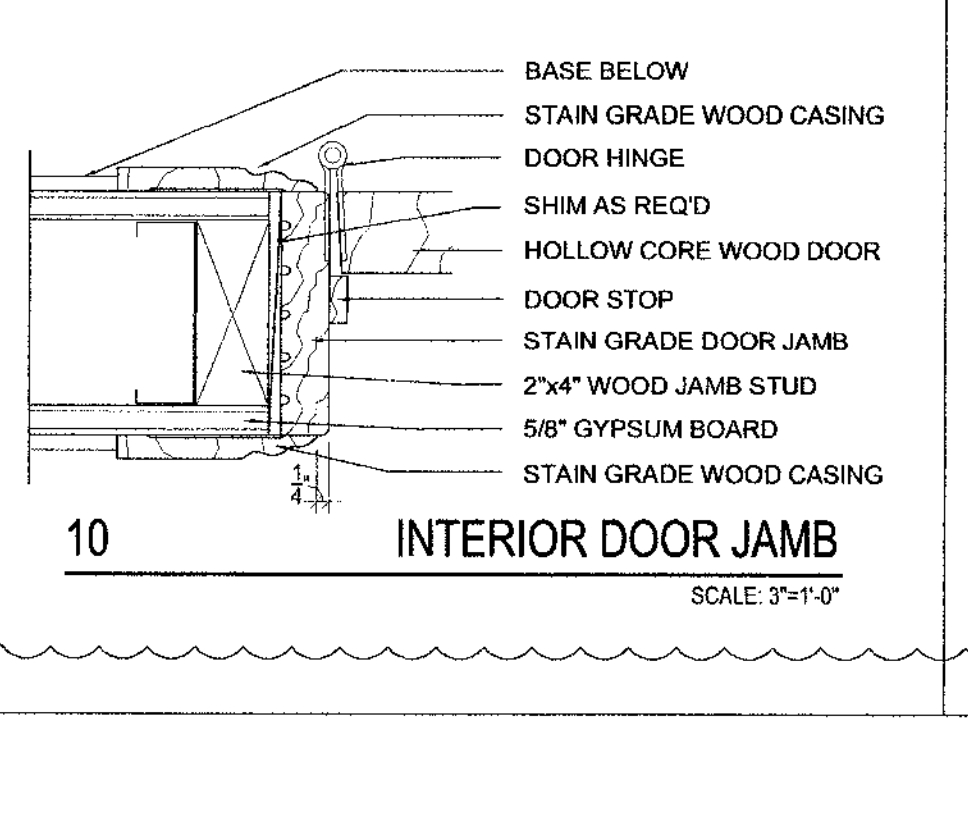 BASE BELOW
STAIN GRADE WOOD CASING
DOOR HINGE
SHIM AS REQ'D
HOLLOW CORE WOOD DOOR
DOOR STOP
STAIN GRADE DOOR JAMB
2"x4" WOOD JAMB STUD
5/8" GYPSUM BOARD
STAIN GRADE WOOD CASING
1/4"
10 INTERIOR DOOR JAMB
SCALE: 3"=1'-0"